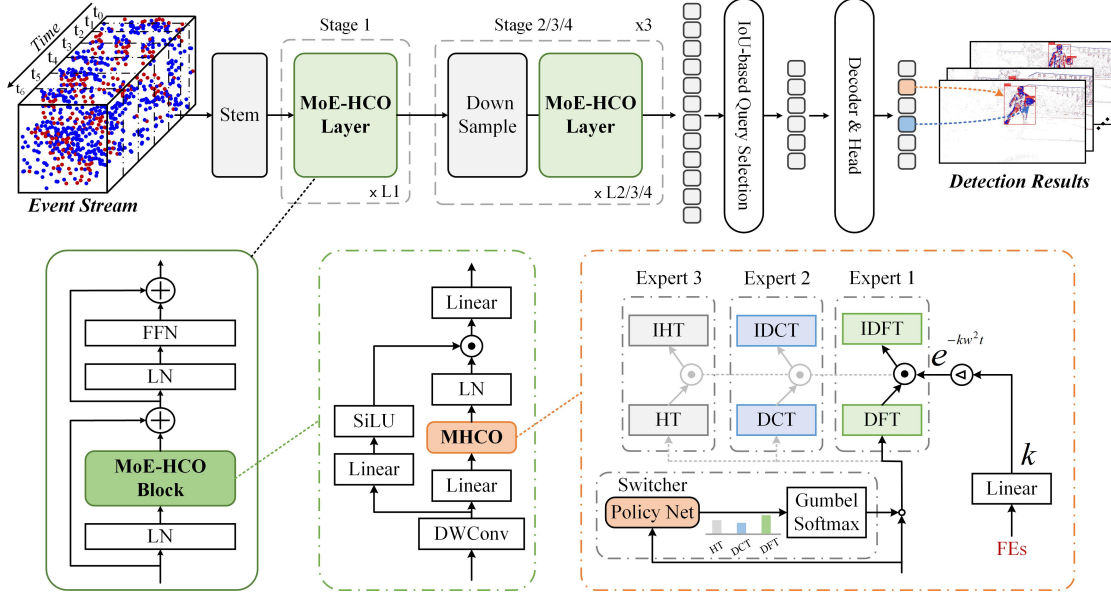 Time
t0
t1
t2
t3
t4
t5
t6
Event Stream
Stem
Stage 1
MoE-HCO
Layer
x L1
Stage 2/3/4
x3
Down
Sample
MoE-HCO
Layer
x L2/3/4
IoU-based Query Selection
Decoder & Head
Detection Results
FFN
LN
MoE-HCO
Block
LN
Linear
LN
SiLU
MHCO
Linear
Linear
DWConv
Expert 3
Expert 2
Expert 1
IHT
IDCT
IDFT
e^{-kw^2t}
HT
DCT
DFT
k
Linear
FEs
Switcher
Policy Net
HT
DCT
DFT
Gumbel
Softmax